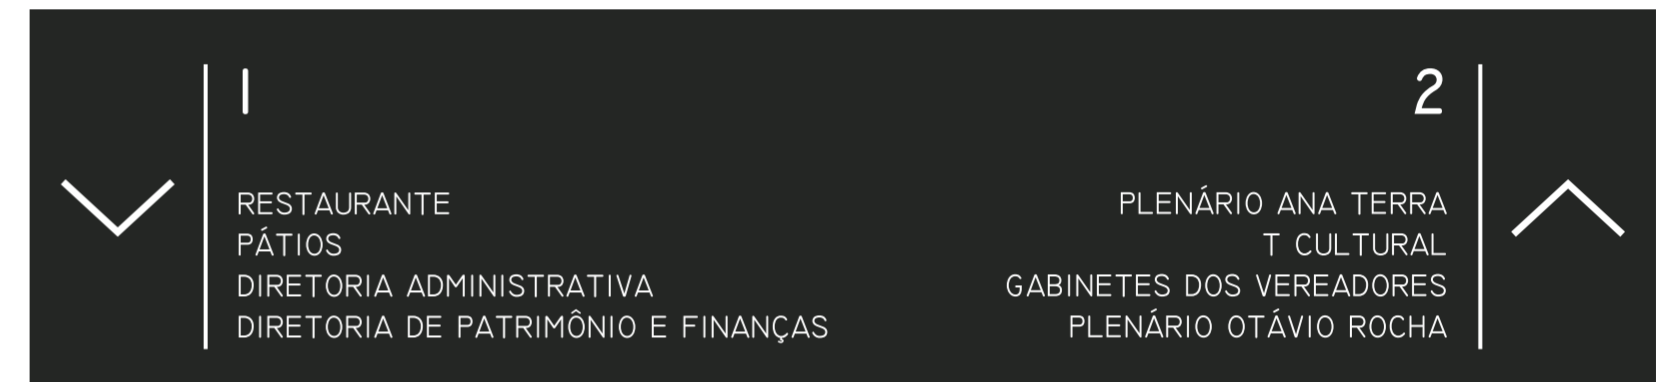 1
RESTAURANTE
PÁTIOS
DIRETORIA ADMINISTRATIVA
DIRETORIA DE PATRIMÔNIO E FINANÇAS
2
PLENÁRIO ANA TERRA
T CULTURAL
GABINETES DOS VEREADORES
PLENÁRIO OTÁVIO ROCHA